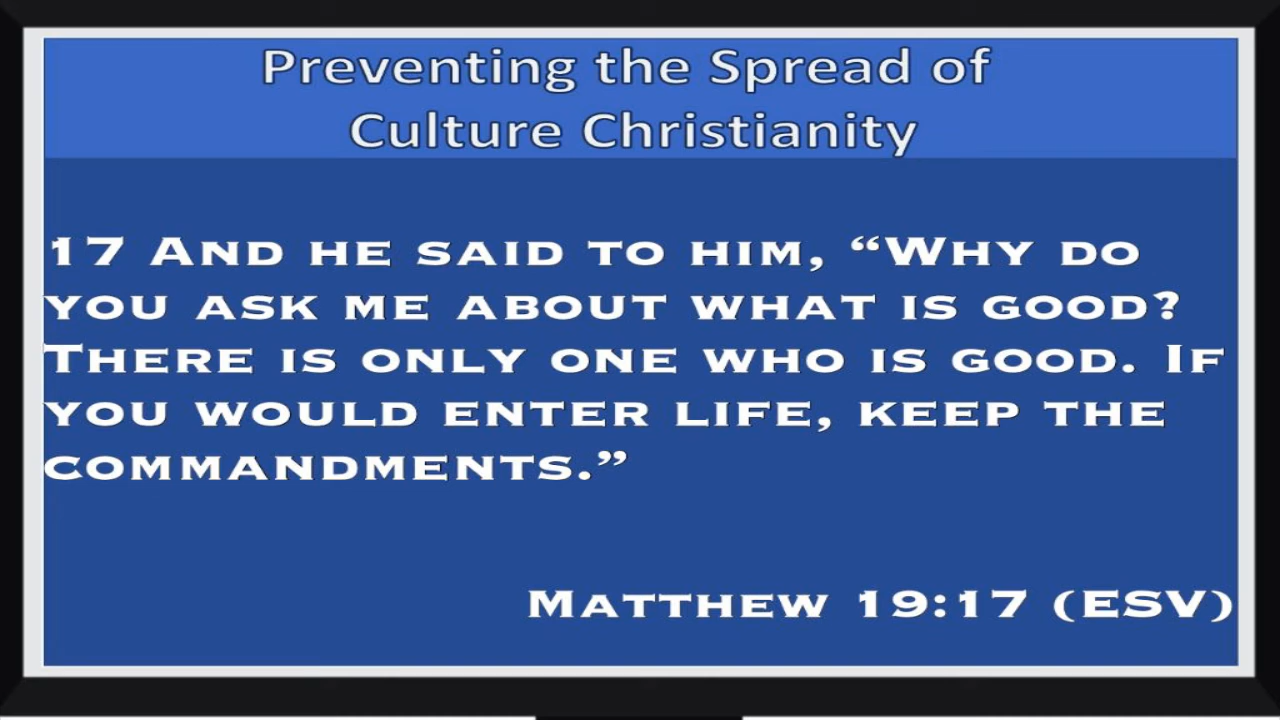 Preventing the Spread of
Culture Christianity
17 And he said to him, “Why do
you ask me about what is good?
There is only one who is good. If
you would enter life, keep the
commandments.”
Matthew 19:17 (ESV)